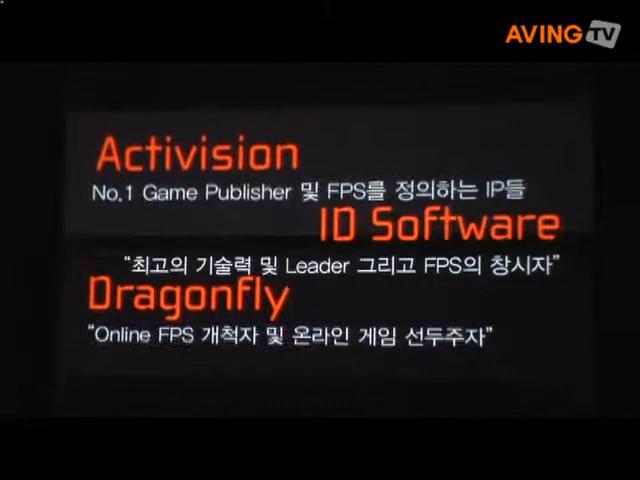 AVING TV
Activision
No.1 Game Publisher 및 FPS를 정의하는 IP들
ID Software
“최고의 기술력 및 Leader 그리고 FPS의 창시자”
Dragonfly
“Online FPS 개척자 및 온라인 게임 선두주자”